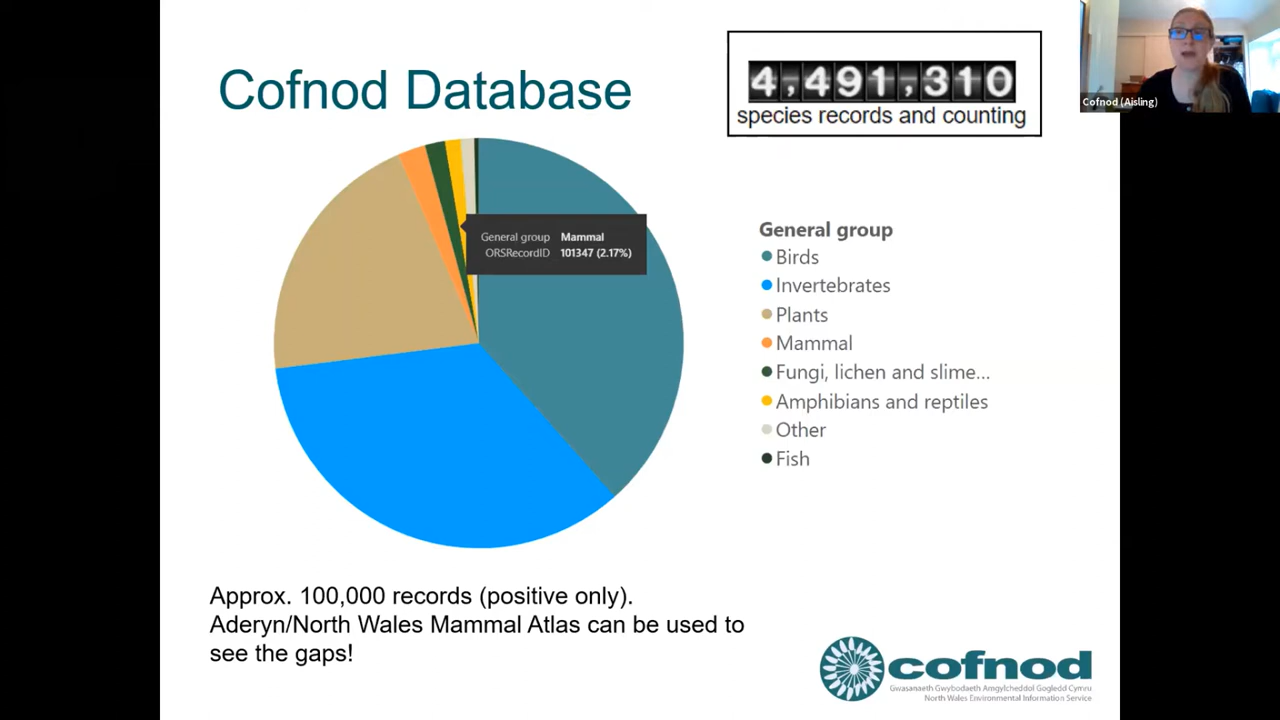 Cofnod Database
4,491,310
species records and counting
Cofnod (Aisling)
General group Mammal
ORSRecordID 101347 (2.17%)
General group
Birds
Invertebrates
Plants
Mammal
Fungi, lichen and slime...
Amphibians and reptiles
Other
Fish
Approx. 100,000 records (positive only).
Aderyn/North Wales Mammal Atlas can be used to
see the gaps!
cofnod
Gwasanaeth Gwybodaeth Amgylcheddol Gogledd Cymru
North Wales Environmental Information Service